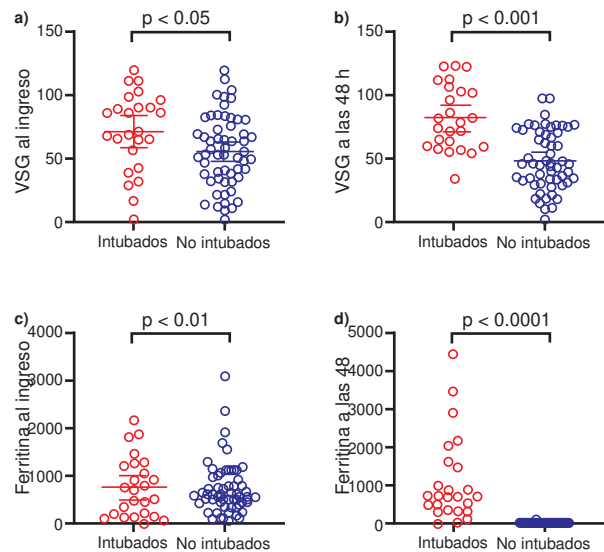 a)
p < 0.05
VSG al ingreso
150
100
50
0
Intubados
No intubados
b)
p < 0.001
VSG a las 48 h
150
100
50
0
Intubados
No intubados
c)
p < 0.01
Ferritina al ingreso
4000
3000
2000
1000
0
Intubados
No intubados
d)
p < 0.0001
Ferritina a las 48
5000
4000
3000
2000
1000
0
Intubados
No intubados